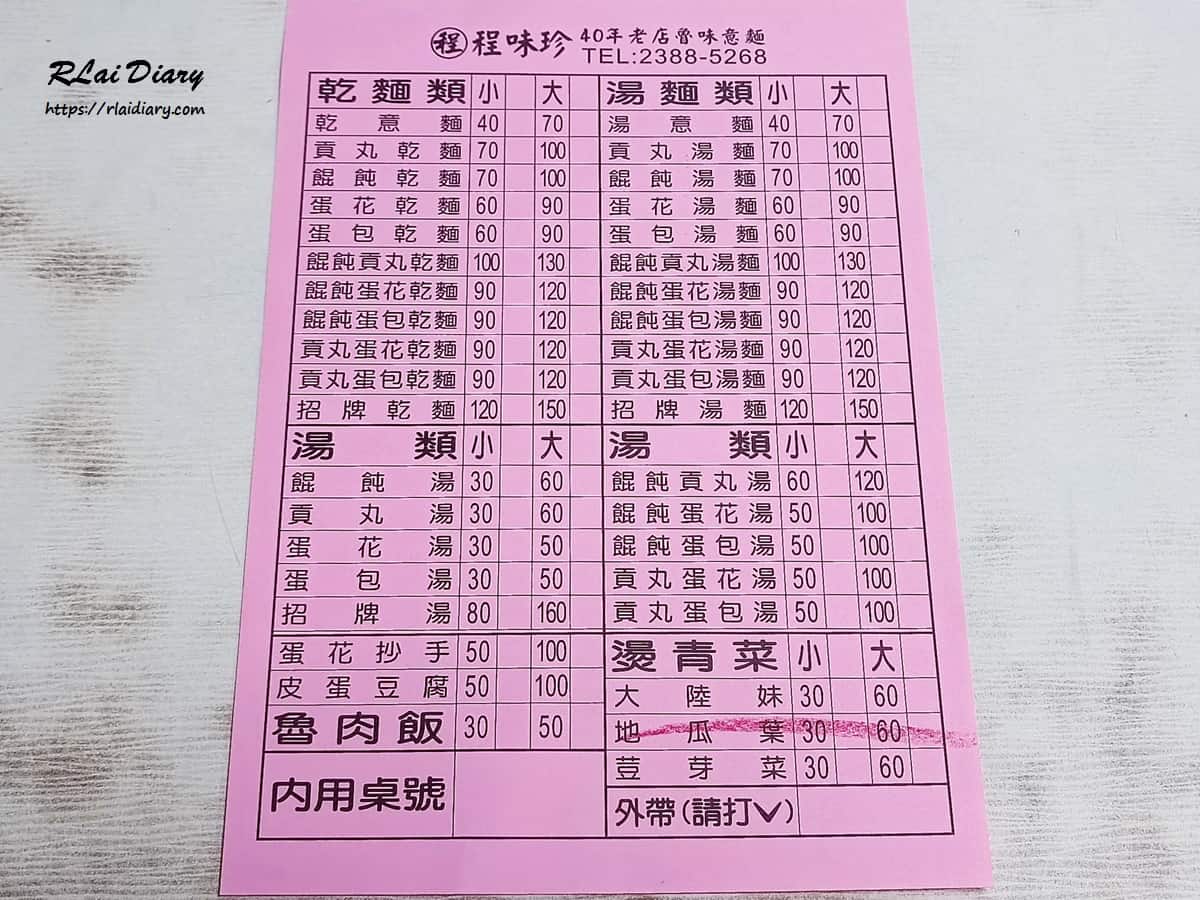 RLai Diary
https://rlaidiary.com
程 程味珍 40年老店魯味意麵
TEL:2388-5268
乾麵類 小 大
乾意麵 40 70
貢丸乾麵 70 100
餛飩乾麵 70 100
蛋花乾麵 60 90
蛋包乾麵 60 90
餛飩貢丸乾麵 100 130
餛飩蛋花乾麵 90 120
餛飩蛋包乾麵 90 120
貢丸蛋花乾麵 90 120
貢丸蛋包乾麵 90 120
招牌乾麵 120 150
湯類 小 大
餛飩湯 30 60
貢丸湯 30 60
蛋花湯 30 50
蛋包湯 30 50
招牌湯 80 160
蛋花抄手 50 100
皮蛋豆腐 50 100
魯肉飯 30 50
內用桌號
湯麵類 小 大
湯意麵 40 70
貢丸湯麵 70 100
餛飩湯麵 70 100
蛋花湯麵 60 90
蛋包湯麵 60 90
餛飩貢丸湯麵 100 130
餛飩蛋花湯麵 90 120
餛飩蛋包湯麵 90 120
貢丸蛋花湯麵 90 120
貢丸蛋包湯麵 90 120
招牌湯麵 120 150
湯類 小 大
餛飩貢丸湯 60 120
餛飩蛋花湯 50 100
餛飩蛋包湯 50 100
貢丸蛋花湯 50 100
貢丸蛋包湯 50 100
燙青菜 小 大
大陸妹 30 60
地瓜葉 30 60
荳芽菜 30 60
外帶(請打✓)